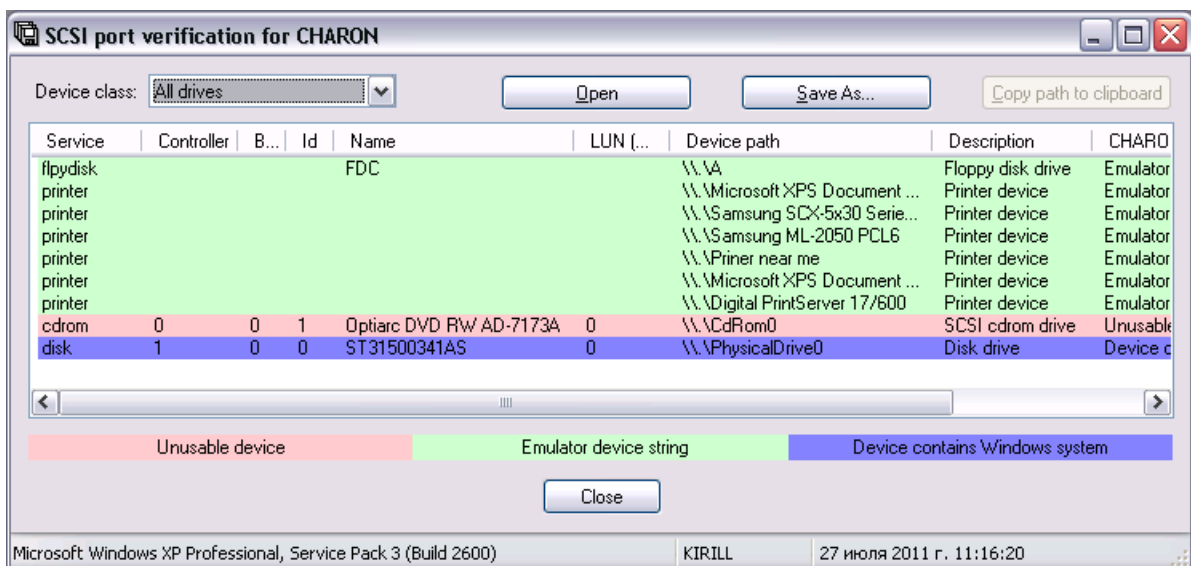 SCSI port verification for CHARON
Device class: All drives Open Save As... Copy path to clipboard
Service Controller B... Id Name LUN (... Device path Description CHARO
flpydisk FDC \\.\A Floppy disk drive Emulator
printer \\.\Microsoft XPS Document ... Printer device Emulator
printer \\.\Samsung SCX-5x30 Serie... Printer device Emulator
printer \\.\Samsung ML-2050 PCL6 Printer device Emulator
printer \\.\Priner near me Printer device Emulator
printer \\.\Microsoft XPS Document ... Printer device Emulator
printer \\.\Digital PrintServer 17/600 Printer device Emulator
cdrom 0 0 1 Optiarc DVD RW AD-7173A 0 \\.\CdRom0 SCSI cdrom drive Unusable
disk 1 0 0 ST31500341AS 0 \\.\PhysicalDrive0 Disk drive Device c
Unusable device Emulator device string Device contains Windows system
Close
Microsoft Windows XP Professional, Service Pack 3 (Build 2600) KIRILL 27 июля 2011 г. 11:16:20